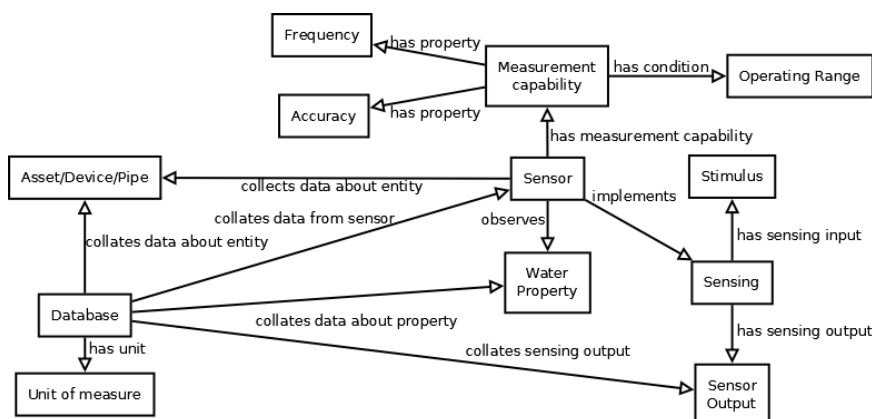 Frequency
has property
Measurement
capability
has condition
Operating Range
Accuracy
has property
has measurement capability
Asset/Device/Pipe
Sensor
Stimulus
collects data about entity
implements
collates data from sensor
observes
collates data about entity
has sensing input
Water
Property
Sensing
Database
collates data about property
has unit
has sensing output
collates sensing output
Unit of measure
Sensor
Output